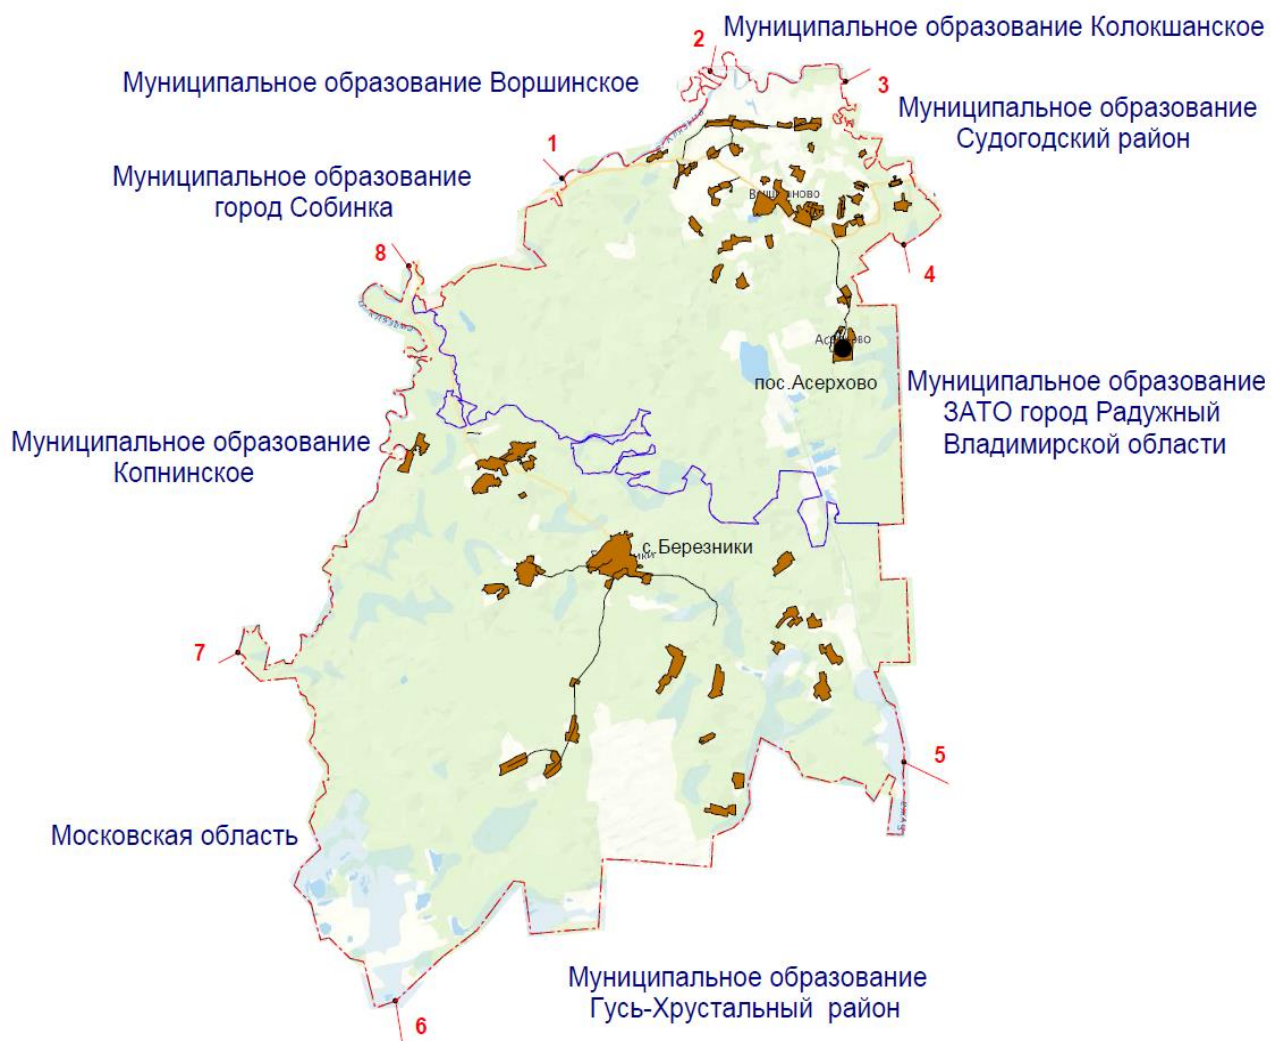 Муниципальное образование Колокшанское
2
Муниципальное образование Воршинское
3
Муниципальное образование
Судогодский район
1
Муниципальное образование
город Собинка
8
4
пос.Асерхово
Муниципальное образование
ЗАТО город Радужный
Владимирской области
Муниципальное образование
Копнинское
с.Березники
7
5
Московская область
Муниципальное образование
Гусь-Хрустальный район
6